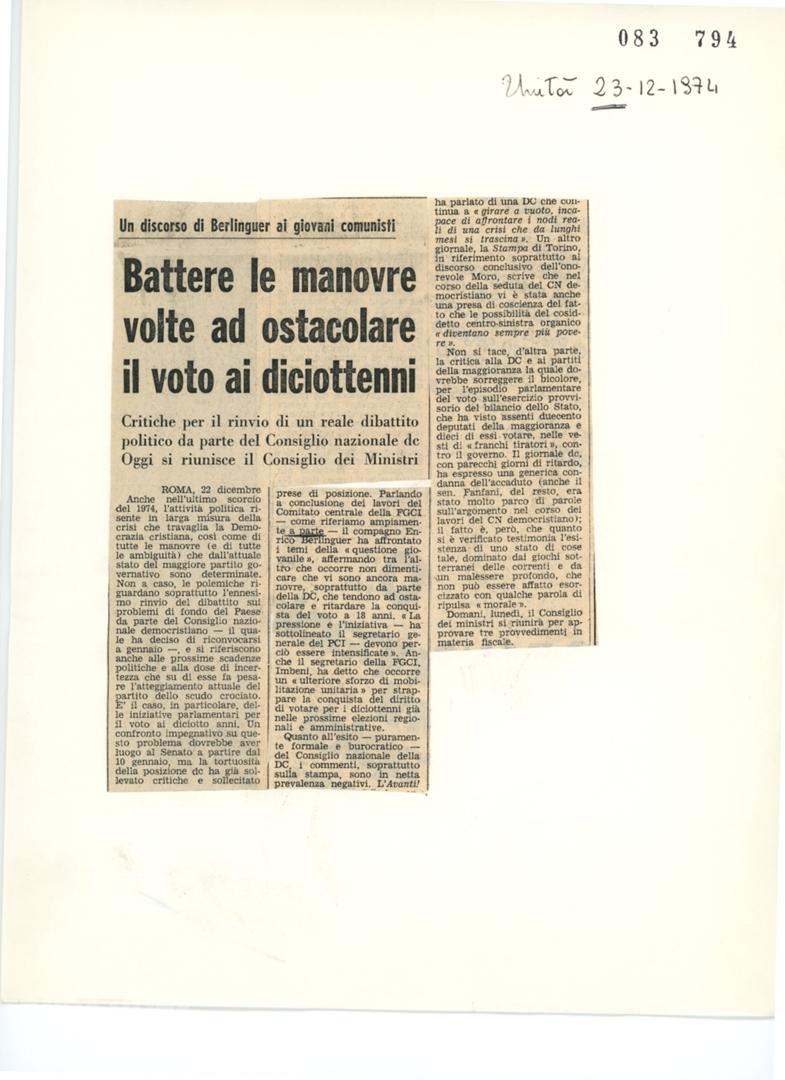 083 794
Unità 23-12-1974
Un discorso di Berlinguer ai giovani comunisti
Battere le manovre
volte ad ostacolare
il voto ai diciottenni
Critiche per il rinvio di un reale dibattito
politico da parte del Consiglio nazionale dc
Oggi si riunisce il Consiglio dei Ministri
ROMA, 22 dicembre
Anche nell'ultimo scorcio
del 1974, l'attività politica ri-
sente in larga misura della
crisi che travaglia la Demo-
crazia cristiana, così come di
tutte le manovre (e di tutte
le ambiguità) che dall'attuale
stato del maggiore partito go-
vernativo sono determinate.
Non a caso, le polemiche ri-
guardano soprattutto l'ennesi-
mo rinvio del dibattito sui
problemi di fondo del Paese
da parte del Consiglio nazio-
nale democristiano — il qua-
le ha deciso di riconvocarsi
a gennaio —, e si riferiscono
anche alle prossime scadenze
politiche e alla dose di incer-
tezza che su di esse fa pesa-
re l'atteggiamento attuale del
partito dello scudo crociato.
E' il caso, in particolare, del-
le iniziative parlamentari per
il voto ai diciotto anni. Un
confronto impegnativo su que-
sto problema dovrebbe aver
luogo al Senato a partire dal
10 gennaio, ma la tortuosità
della posizione dc ha già sol-
levato critiche e sollecitato
prese di posizione. Parlando
a conclusione dei lavori del
Comitato centrale della FGCI
— come riferiamo ampiamen-
te a parte — il compagno En-
rico Berlinguer ha affrontato
i temi della « questione gio-
vanile », affermando tra l'al-
tro che occorre non dimenti-
care che vi sono ancora ma-
novre, soprattutto da parte
della DC, che tendono ad osta-
colare e ritardare la conqui-
sta del voto a 18 anni. « La
pressione e l'iniziativa — ha
sottolineato il segretario ge-
nerale del PCI — devono per-
ciò essere intensificate ». An-
che il segretario della FGCI,
Imbeni, ha detto che occorre
un « ulteriore sforzo di mobi-
litazione unitaria » per strap-
pare la conquista del diritto
di votare per i diciottenni già
nelle prossime elezioni regio-
nali e amministrative.
Quanto all'esito — puramen-
te formale e burocratico —
del Consiglio nazionale della
DC, i commenti, soprattutto
sulla stampa, sono in netta
prevalenza negativi. L'Avanti!
ha parlato di una DC che con-
tinua a « girare a vuoto, inca-
pace di affrontare i nodi rea-
li di una crisi che da lunghi
mesi si trascina ». Un altro
giornale, la Stampa di Torino,
in riferimento soprattutto al
discorso conclusivo dell'ono-
revole Moro, scrive che nel
corso della seduta del CN de-
mocristiano vi è stata anche
una presa di coscienza del fat-
to che le possibilità del cosid-
detto centro-sinistra organico
« diventano sempre più pove-
re ».
Non si tace, d'altra parte,
la critica alla DC e ai partiti
della maggioranza la quale do-
vrebbe sorreggere il bicolore,
per l'episodio parlamentare
del voto sull'esercizio provvi-
sorio del bilancio dello Stato,
che ha visto assenti duecento
deputati della maggioranza e
dieci di essi votare, nelle ve-
sti di « franchi tiratori », con-
tro il governo. Il giornale dc,
con parecchi giorni di ritardo,
ha espresso una generica con-
danna dell'accaduto (anche il
sen. Fanfani, del resto, era
stato molto parco di parole
sull'argomento nel corso dei
lavori del CN democristiano);
il fatto è, però, che quanto
si è verificato testimonia l'esi-
stenza di uno stato di cose
tale, dominato dai giochi sot-
terranei delle correnti e da
un malessere profondo, che
non può essere affatto esor-
cizzato con qualche parola di
ripulsa « morale ».
Domani, lunedì, il Consiglio
dei ministri si riunirà per ap-
provare tre provvedimenti in
materia fiscale.